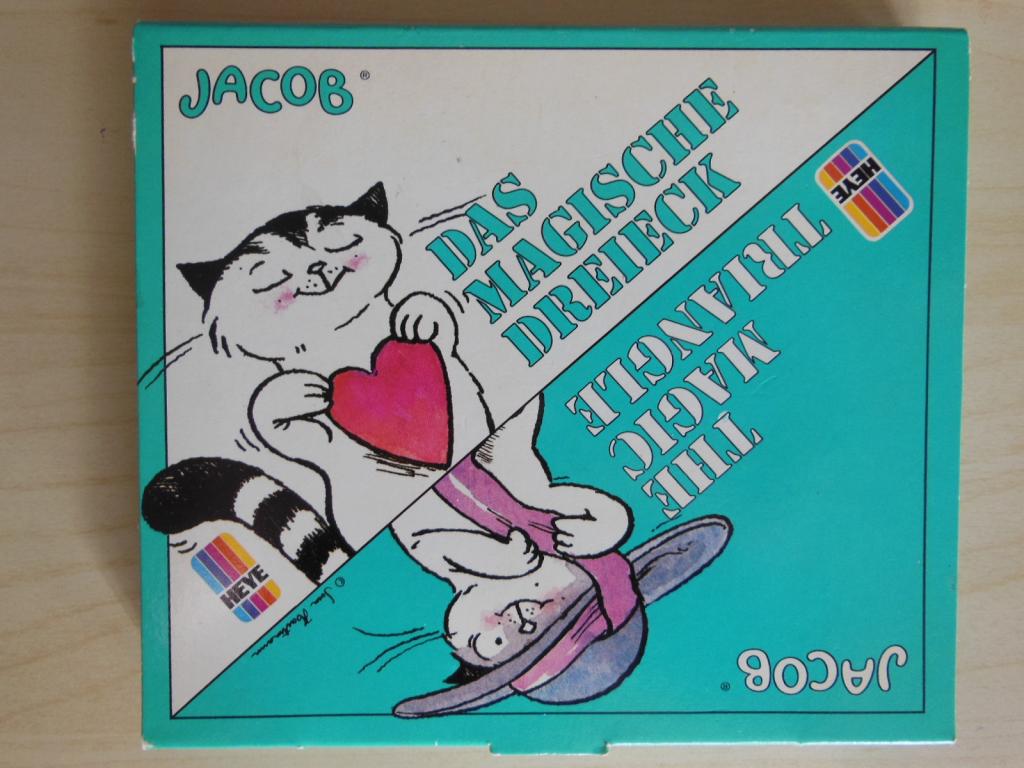 JACOB®
DAS
MAGISCHE
DREIECK
HEYE
THE
MAGIC
TRIANGLE
HEYE
JACOB®
©